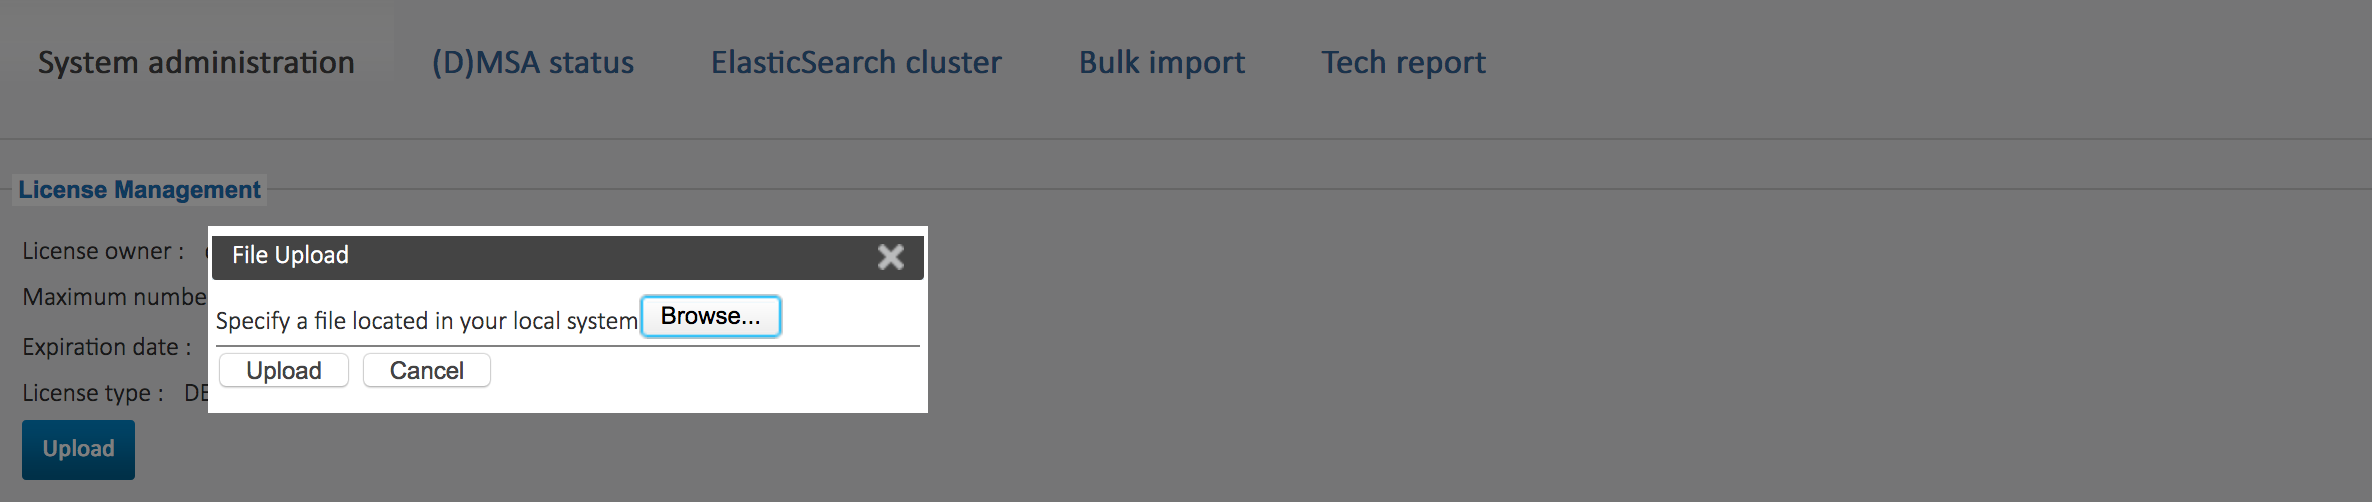 System administration (D)MSA status ElasticSearch cluster Bulk import Tech report
License Management
License owner :
File Upload
Maximum numbe
Specify a file located in your local system Browse...
Expiration date :
Upload Cancel
License type : DE
Upload